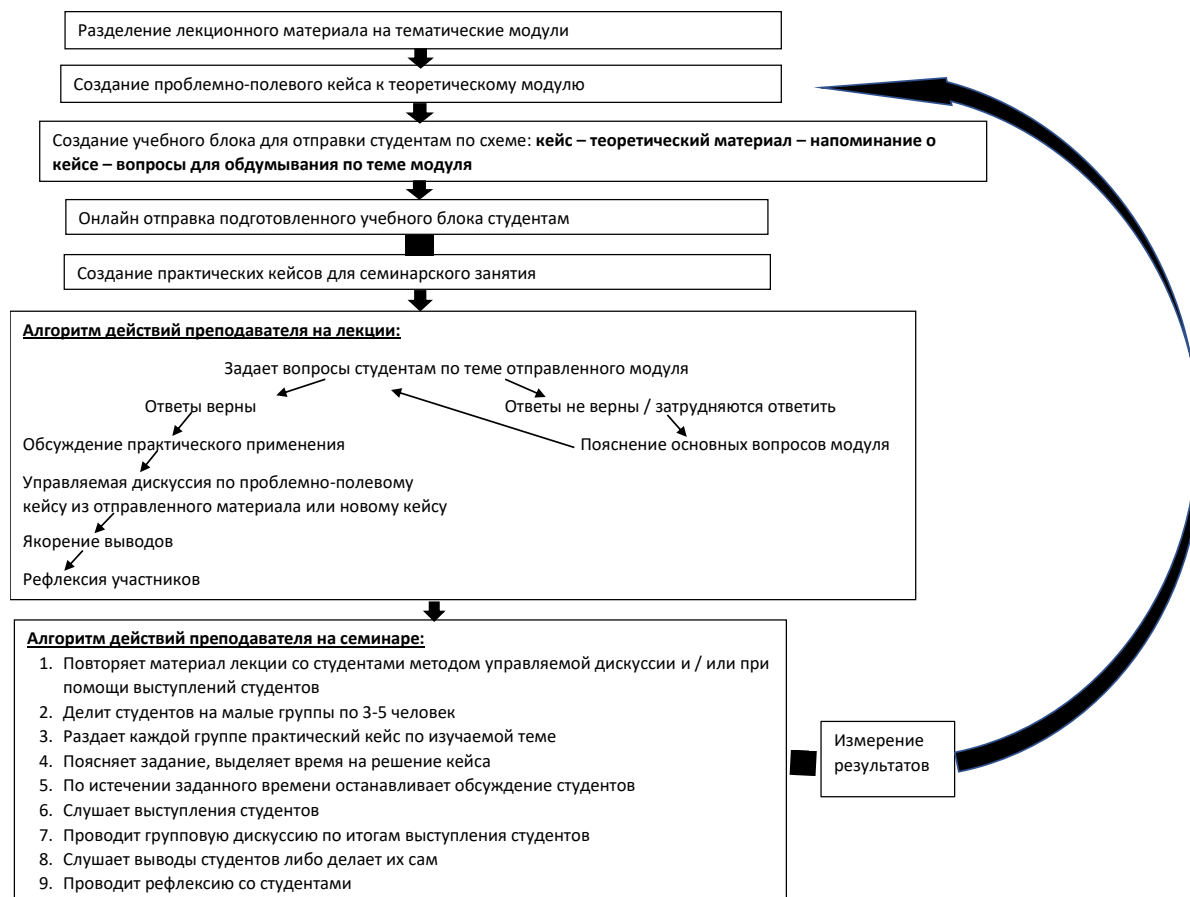 Разделение лекционного материала на тематические модули
Создание проблемно-полевого кейса к теоретическому модулю
Создание учебного блока для отправки студентам по схеме: кейс – теоретический материал – напоминание о
кейсе – вопросы для обдумывания по теме модуля
Онлайн отправка подготовленного учебного блока студентам
Создание практических кейсов для семинарского занятия
Алгоритм действий преподавателя на лекции:
Задает вопросы студентам по теме отправленного модуля
Ответы верны
Ответы не верны / затрудняются ответить
Обсуждение практического применения
Пояснение основных вопросов модуля
Управляемая дискуссия по проблемно-полевому
кейсу из отправленного материала или новому кейсу
Якорение выводов
Рефлексия участников
Алгоритм действий преподавателя на семинаре:
1. Повторяет материал лекции со студентами методом управляемой дискуссии и / или при
помощи выступлений студентов
2. Делит студентов на малые группы по 3-5 человек
3. Раздает каждой группе практический кейс по изучаемой теме
4. Поясняет задание, выделяет время на решение кейса
5. По истечении заданного времени останавливает обсуждение студентов
6. Слушает выступления студентов
7. Проводит групповую дискуссию по итогам выступления студентов
8. Слушает выводы студентов либо делает их сам
9. Проводит рефлексию со студентами
Измерение
результатов